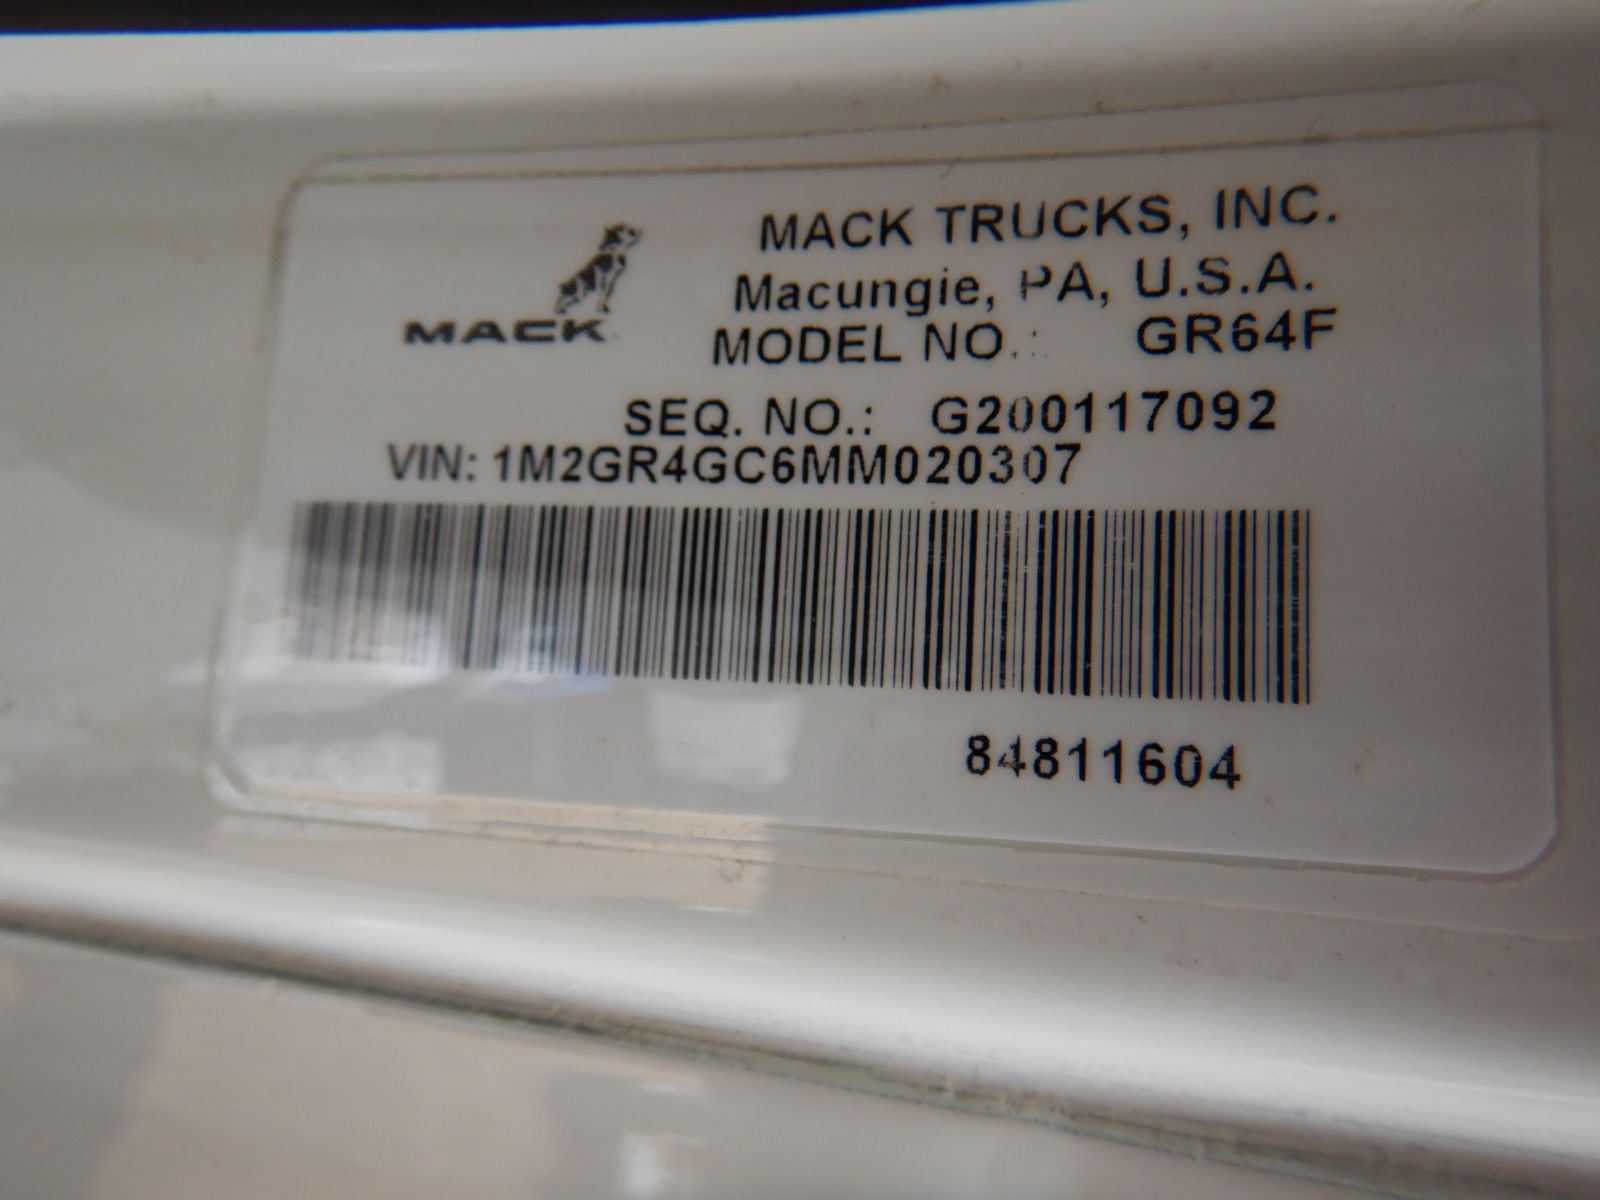 MACK
MACK TRUCKS, INC.
Macungie, PA, U.S.A.
MODEL NO.: GR64F
SEQ. NO.: G200117092
VIN: 1M2GR4GC6MM020307
84811604